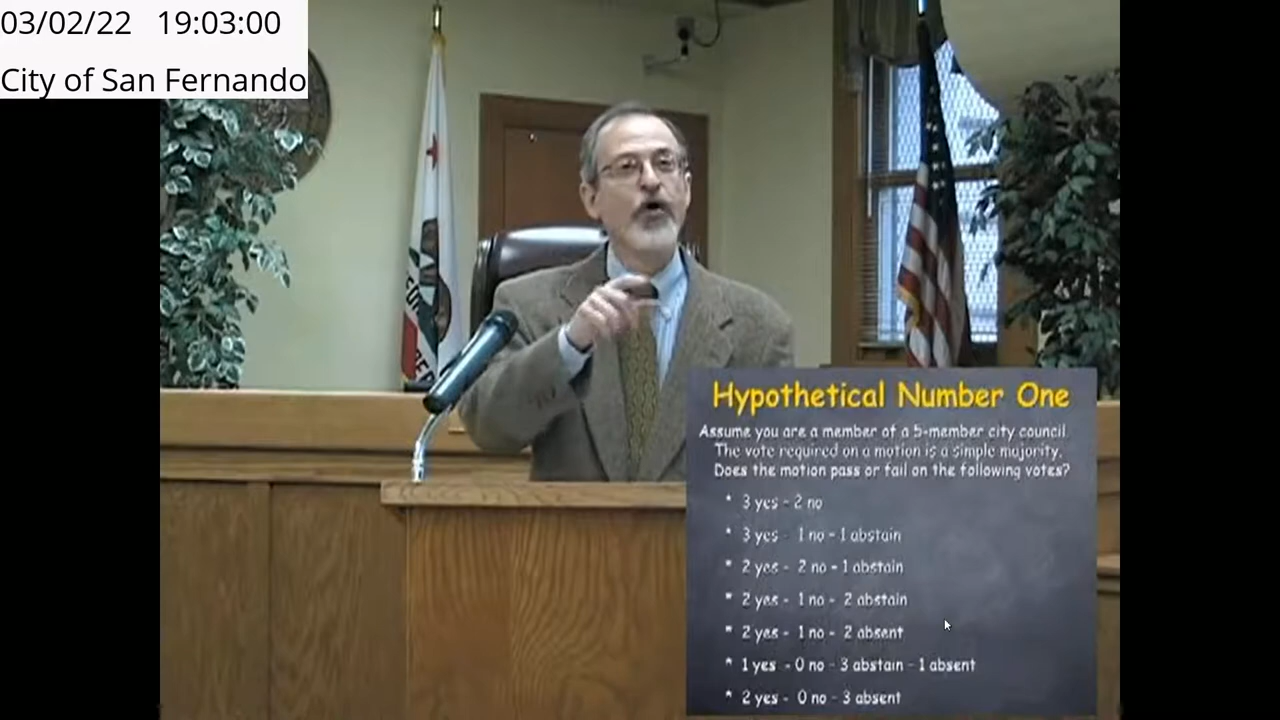 03/02/22 19:03:00
City of San Fernando
Hypothetical Number One
Assume you are a member of a 5-member city council.
The vote required on a motion is a simple majority.
Does the motion pass or fail on the following votes?
* 3 yes - 2 no
* 3 yes - 1 no - 1 abstain
* 2 yes - 2 no - 1 abstain
* 2 yes - 1 no - 2 abstain
* 2 yes - 1 no - 2 absent
* 1 yes - 0 no - 3 abstain - 1 absent
* 2 yes - 0 no - 3 absent